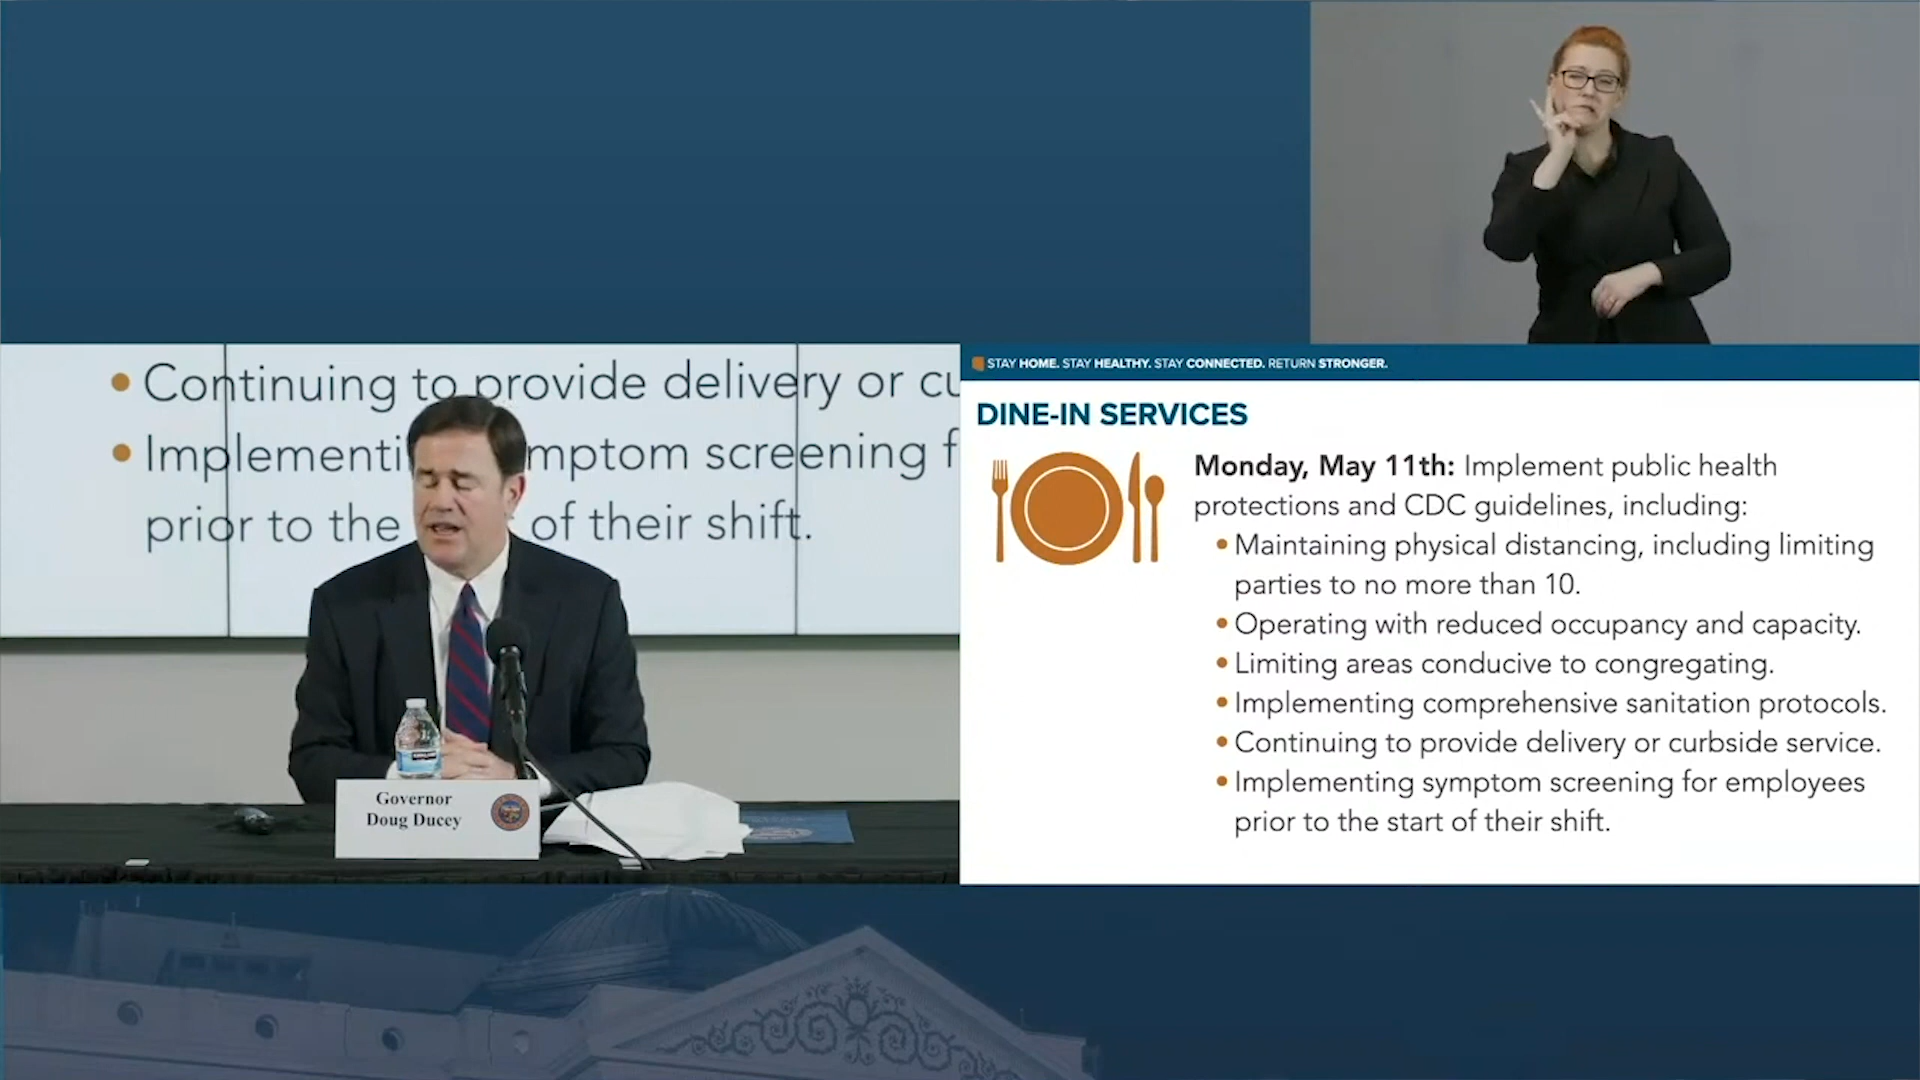 Continuing to provide delivery or cu
Implementi mptom screening f
prior to the of their shift.
Governor
Doug Ducey
STAY HOME. STAY HEALTHY. STAY CONNECTED. RETURN STRONGER.
DINE-IN SERVICES
Monday, May 11th: Implement public health
protections and CDC guidelines, including:
• Maintaining physical distancing, including limiting
parties to no more than 10.
• Operating with reduced occupancy and capacity.
• Limiting areas conducive to congregating.
• Implementing comprehensive sanitation protocols.
• Continuing to provide delivery or curbside service.
• Implementing symptom screening for employees
prior to the start of their shift.